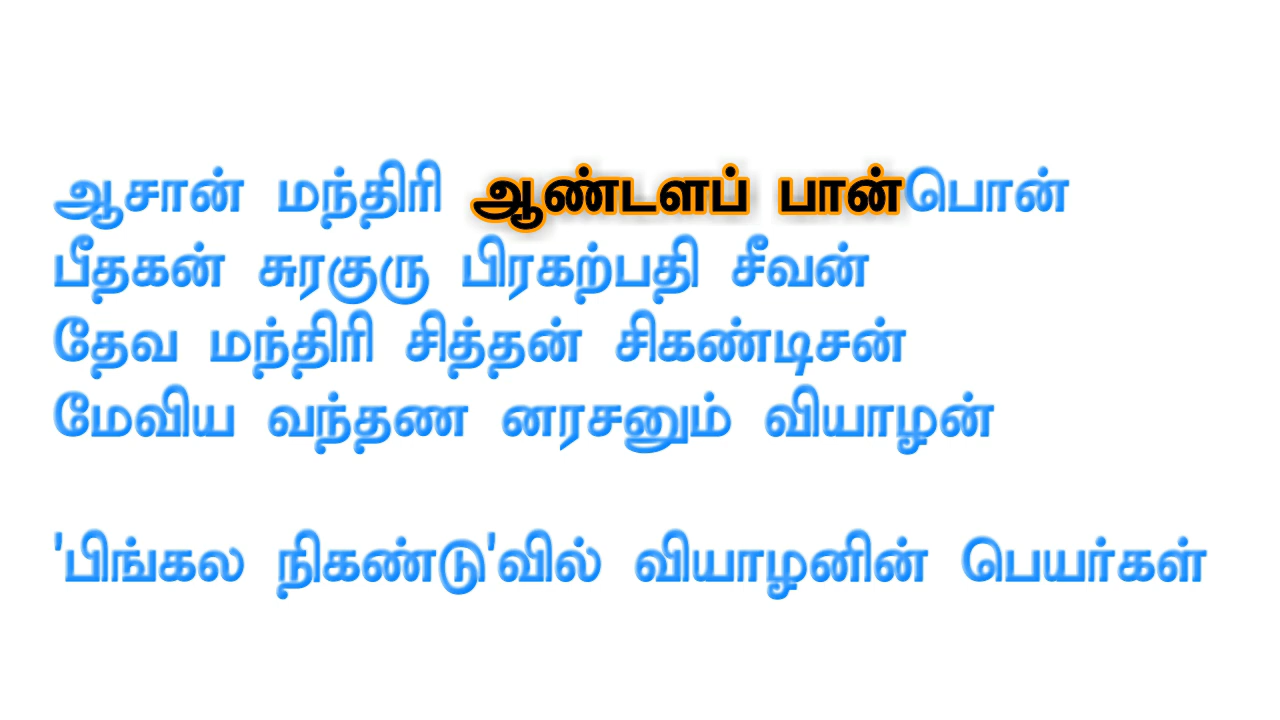 ஆசான் மந்திரி ஆண்டளப் பான்பொன்
பீதகன் சுரகுரு பிரகற்பதி சீவன்
தேவ மந்திரி சித்தன் சிகண்டிசன்
மேவிய வந்தண னரசனும் வியாழன்
'பிங்கல நிகண்டு'வில் வியாழனின் பெயர்கள்